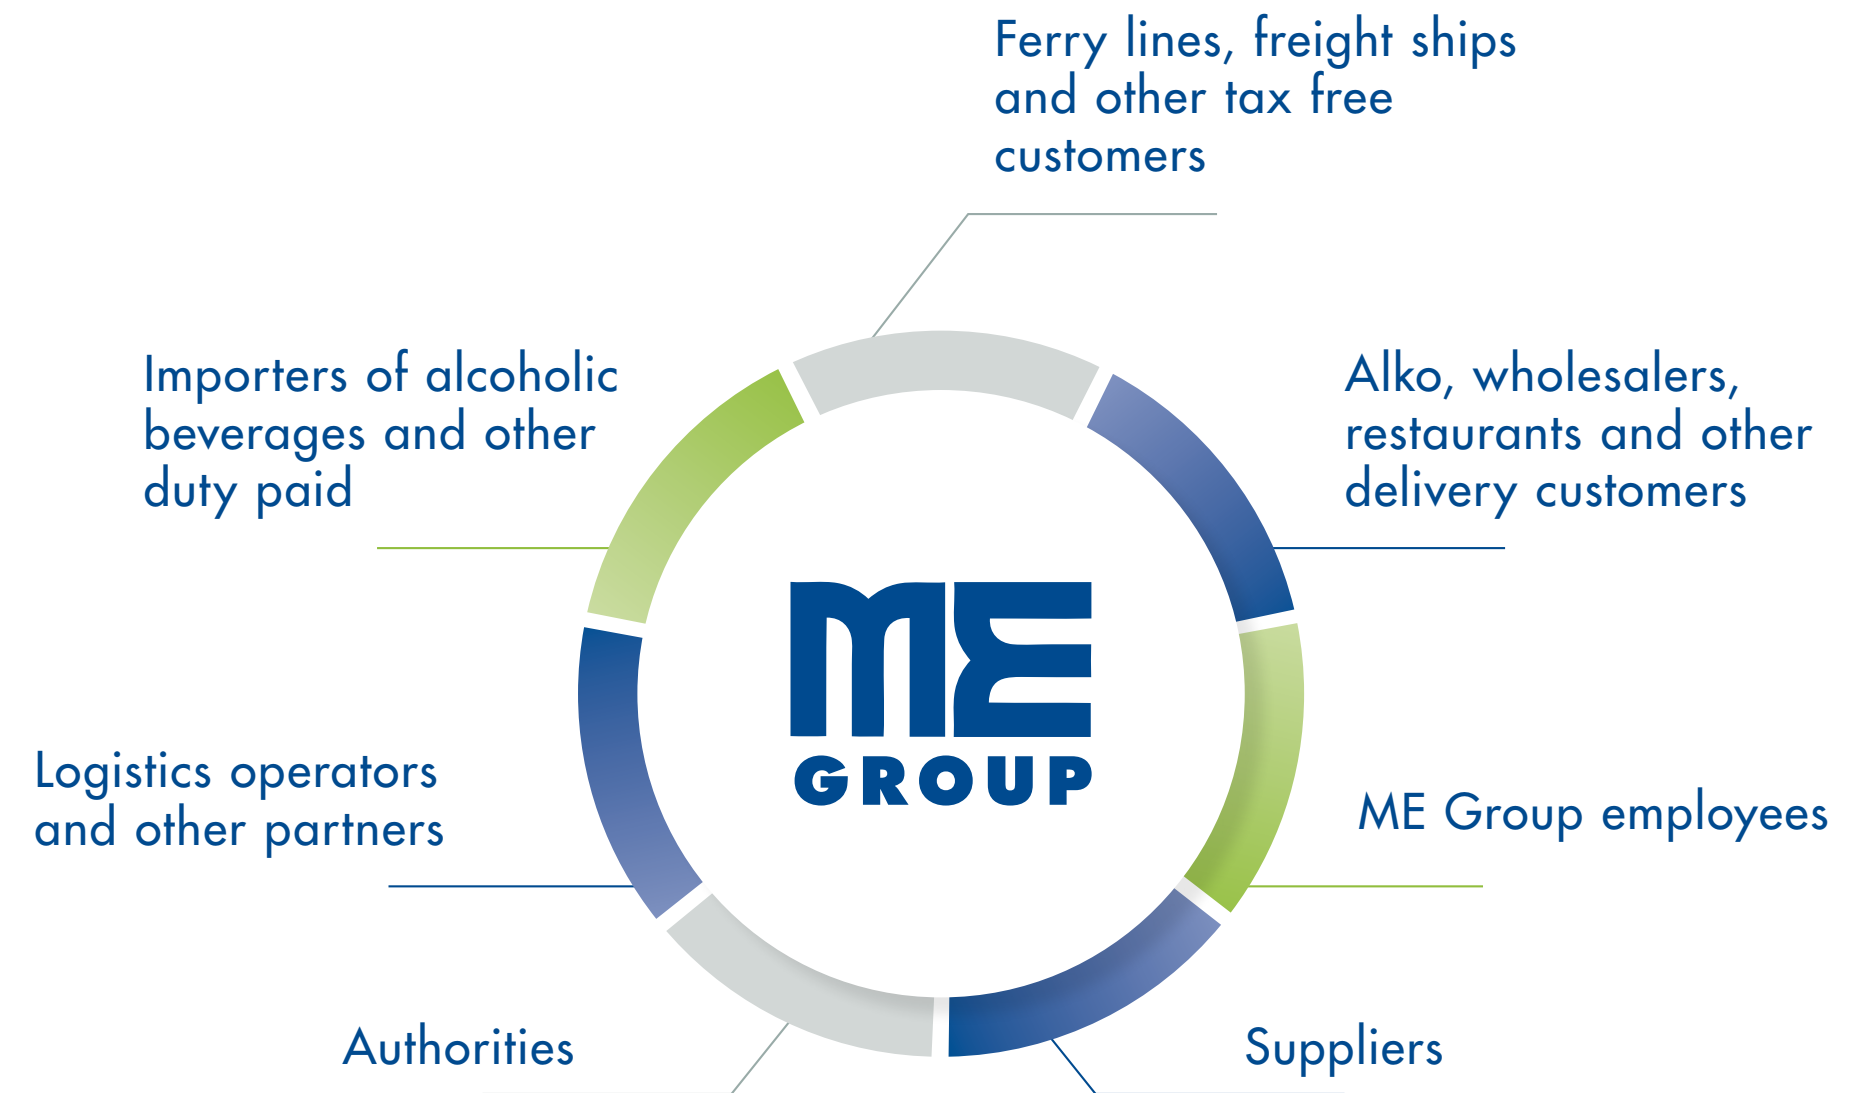 Ferry lines, freight ships
and other tax free
customers
Importers of alcoholic
beverages and other
duty paid
Alko, wholesalers,
restaurants and other
delivery customers
ME
GROUP
Logistics operators
and other partners
ME Group employees
Authorities
Suppliers